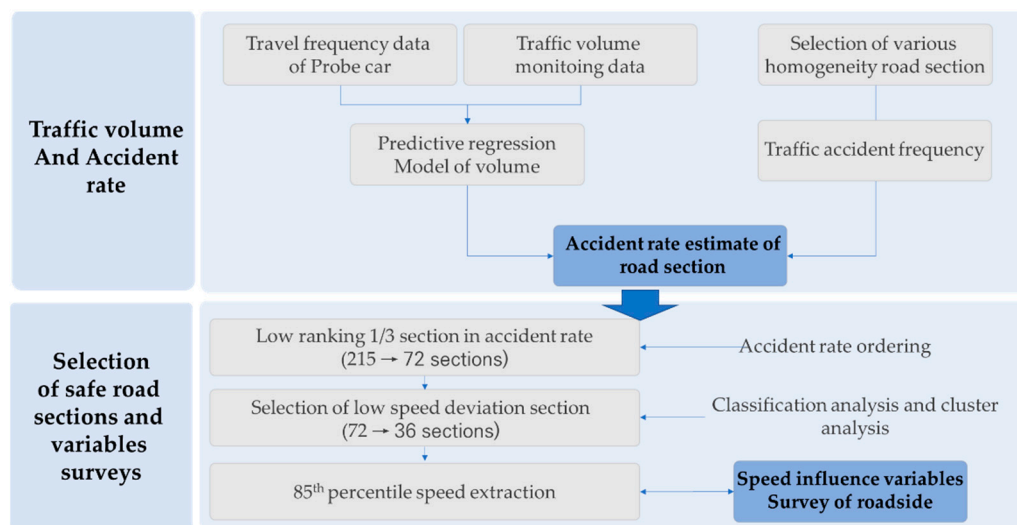 Traffic volume
And Accident
rate
Travel frequency data
of Probe car
Traffic volume
monitoing data
Selection of various
homogeneity road section
Predictive regression
Model of volume
Traffic accident frequency
Accident rate estimate of
road section
Selection
of safe road
sections and
variables
surveys
Low ranking 1/3 section in accident rate
(215 → 72 sections)
Accident rate ordering
Selection of low speed deviation section
(72 → 36 sections)
Classification analysis and cluster
analysis
85th percentile speed extraction
Speed influence variables
Survey of roadside